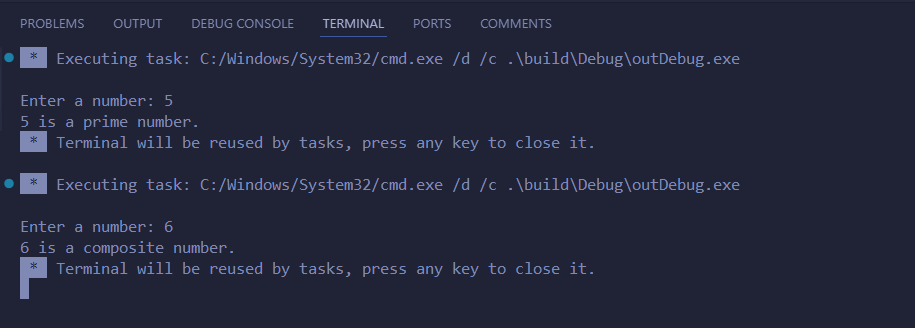 PROBLEMS OUTPUT DEBUG CONSOLE TERMINAL PORTS COMMENTS
* Executing task: C:/Windows/System32/cmd.exe /d /c .\build\Debug\outDebug.exe
Enter a number: 5
5 is a prime number.
* Terminal will be reused by tasks, press any key to close it.
* Executing task: C:/Windows/System32/cmd.exe /d /c .\build\Debug\outDebug.exe
Enter a number: 6
6 is a composite number.
* Terminal will be reused by tasks, press any key to close it.